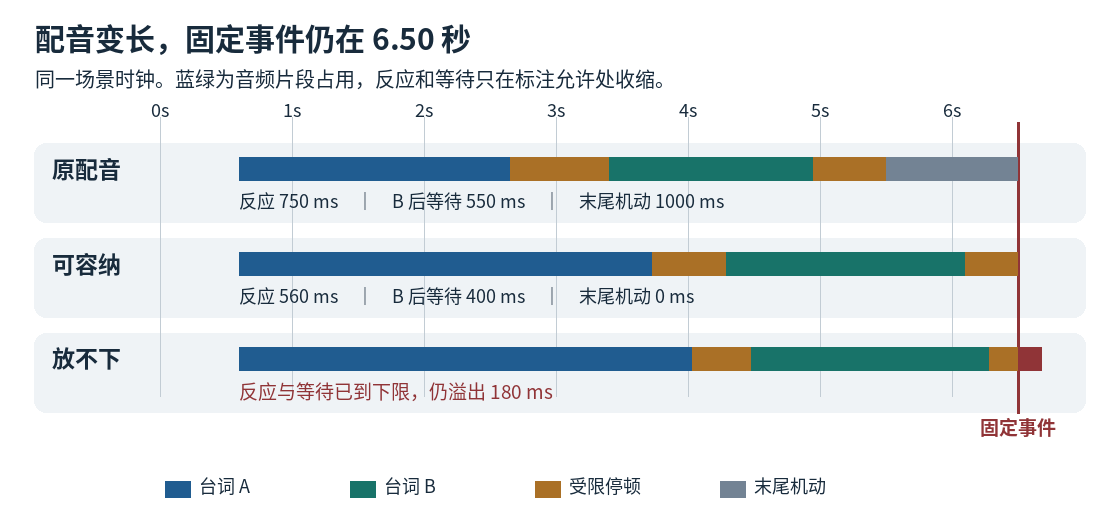 配音变长，固定事件仍在 6.50 秒
同一场景时钟。蓝绿为音频片段占用，反应和等待只在标注允许处收缩。
0s 1s 2s 3s 4s 5s 6s
原配音
反应 750 ms | B 后等待 550 ms | 末尾机动 1000 ms
可容纳
反应 560 ms | B 后等待 400 ms | 末尾机动 0 ms
放不下
反应与等待已到下限，仍溢出 180 ms
固定事件
台词 A 台词 B 受限停顿 末尾机动